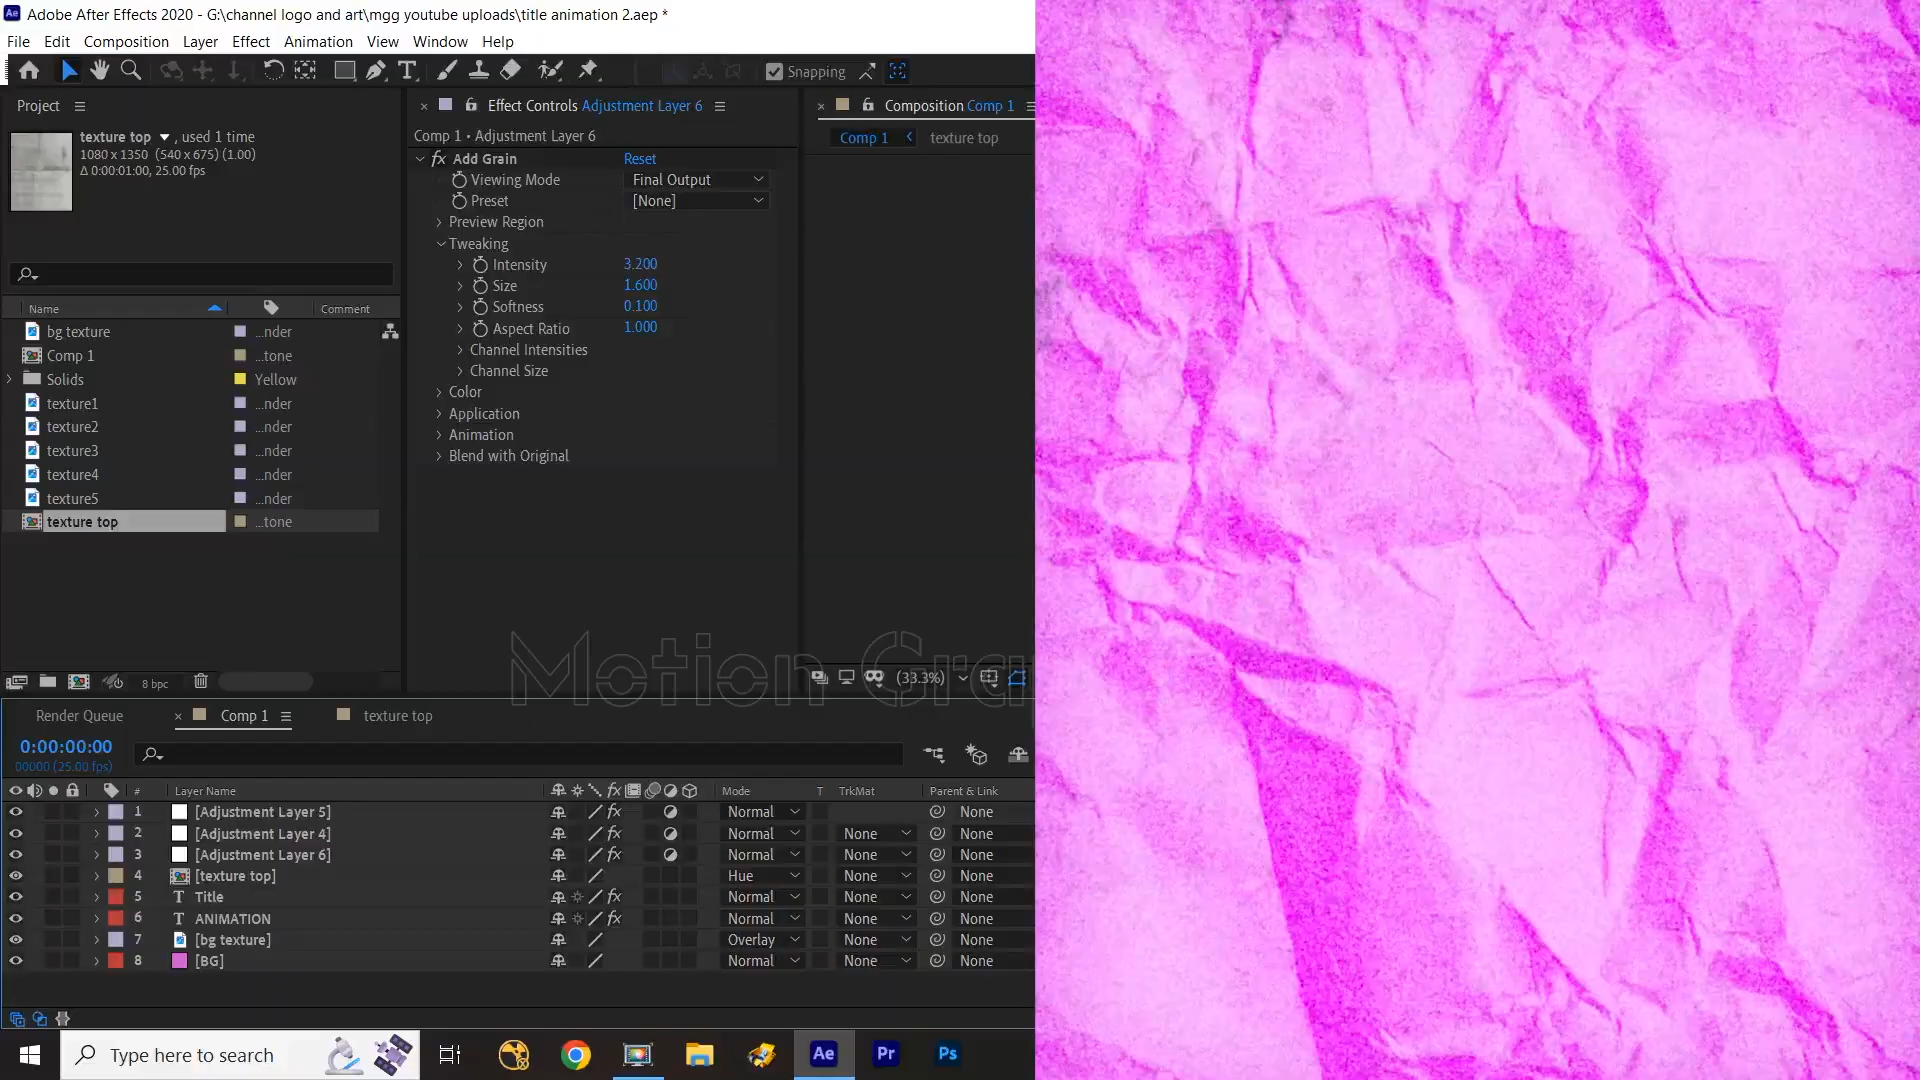 Adobe After Effects 2020 - G:\channel logo and art\mgg youtube uploads\title animation 2.aep *
File Edit Composition Layer Effect Animation View Window Help
Snapping
Project
texture top , used 1 time
1080 x 1350 (540 x 675) (1.00)
Δ 0:00:01:00, 25.00 fps
Name Comment
bg texture ...nder
Comp 1 ...tone
Solids Yellow
texture1 ...nder
texture2 ...nder
texture3 ...nder
texture4 ...nder
texture5 ...nder
texture top ...tone
8 bpc
Effect Controls Adjustment Layer 6
Comp 1 • Adjustment Layer 6
fx Add Grain Reset
Viewing Mode Final Output
Preset [None]
Preview Region
Tweaking
Intensity 3.200
Size 1.600
Softness 0.100
Aspect Ratio 1.000
Channel Intensities
Channel Size
Color
Application
Animation
Blend with Original
Composition Comp 1
Comp 1 texture top
Motion Gra
(33.3%)
Render Queue Comp 1 texture top
0:00:00:00
00000 (25.00 fps)
# Layer Name fx Mode T TrkMat Parent & Link
1 [Adjustment Layer 5] fx Normal None
2 [Adjustment Layer 4] fx Normal None None
3 [Adjustment Layer 6] fx Normal None None
4 [texture top] Hue None None
5 T Title fx Normal None None
6 T ANIMATION fx Normal None None
7 [bg texture] Overlay None None
8 [BG] Normal None None
Type here to search
Ae Pr Ps